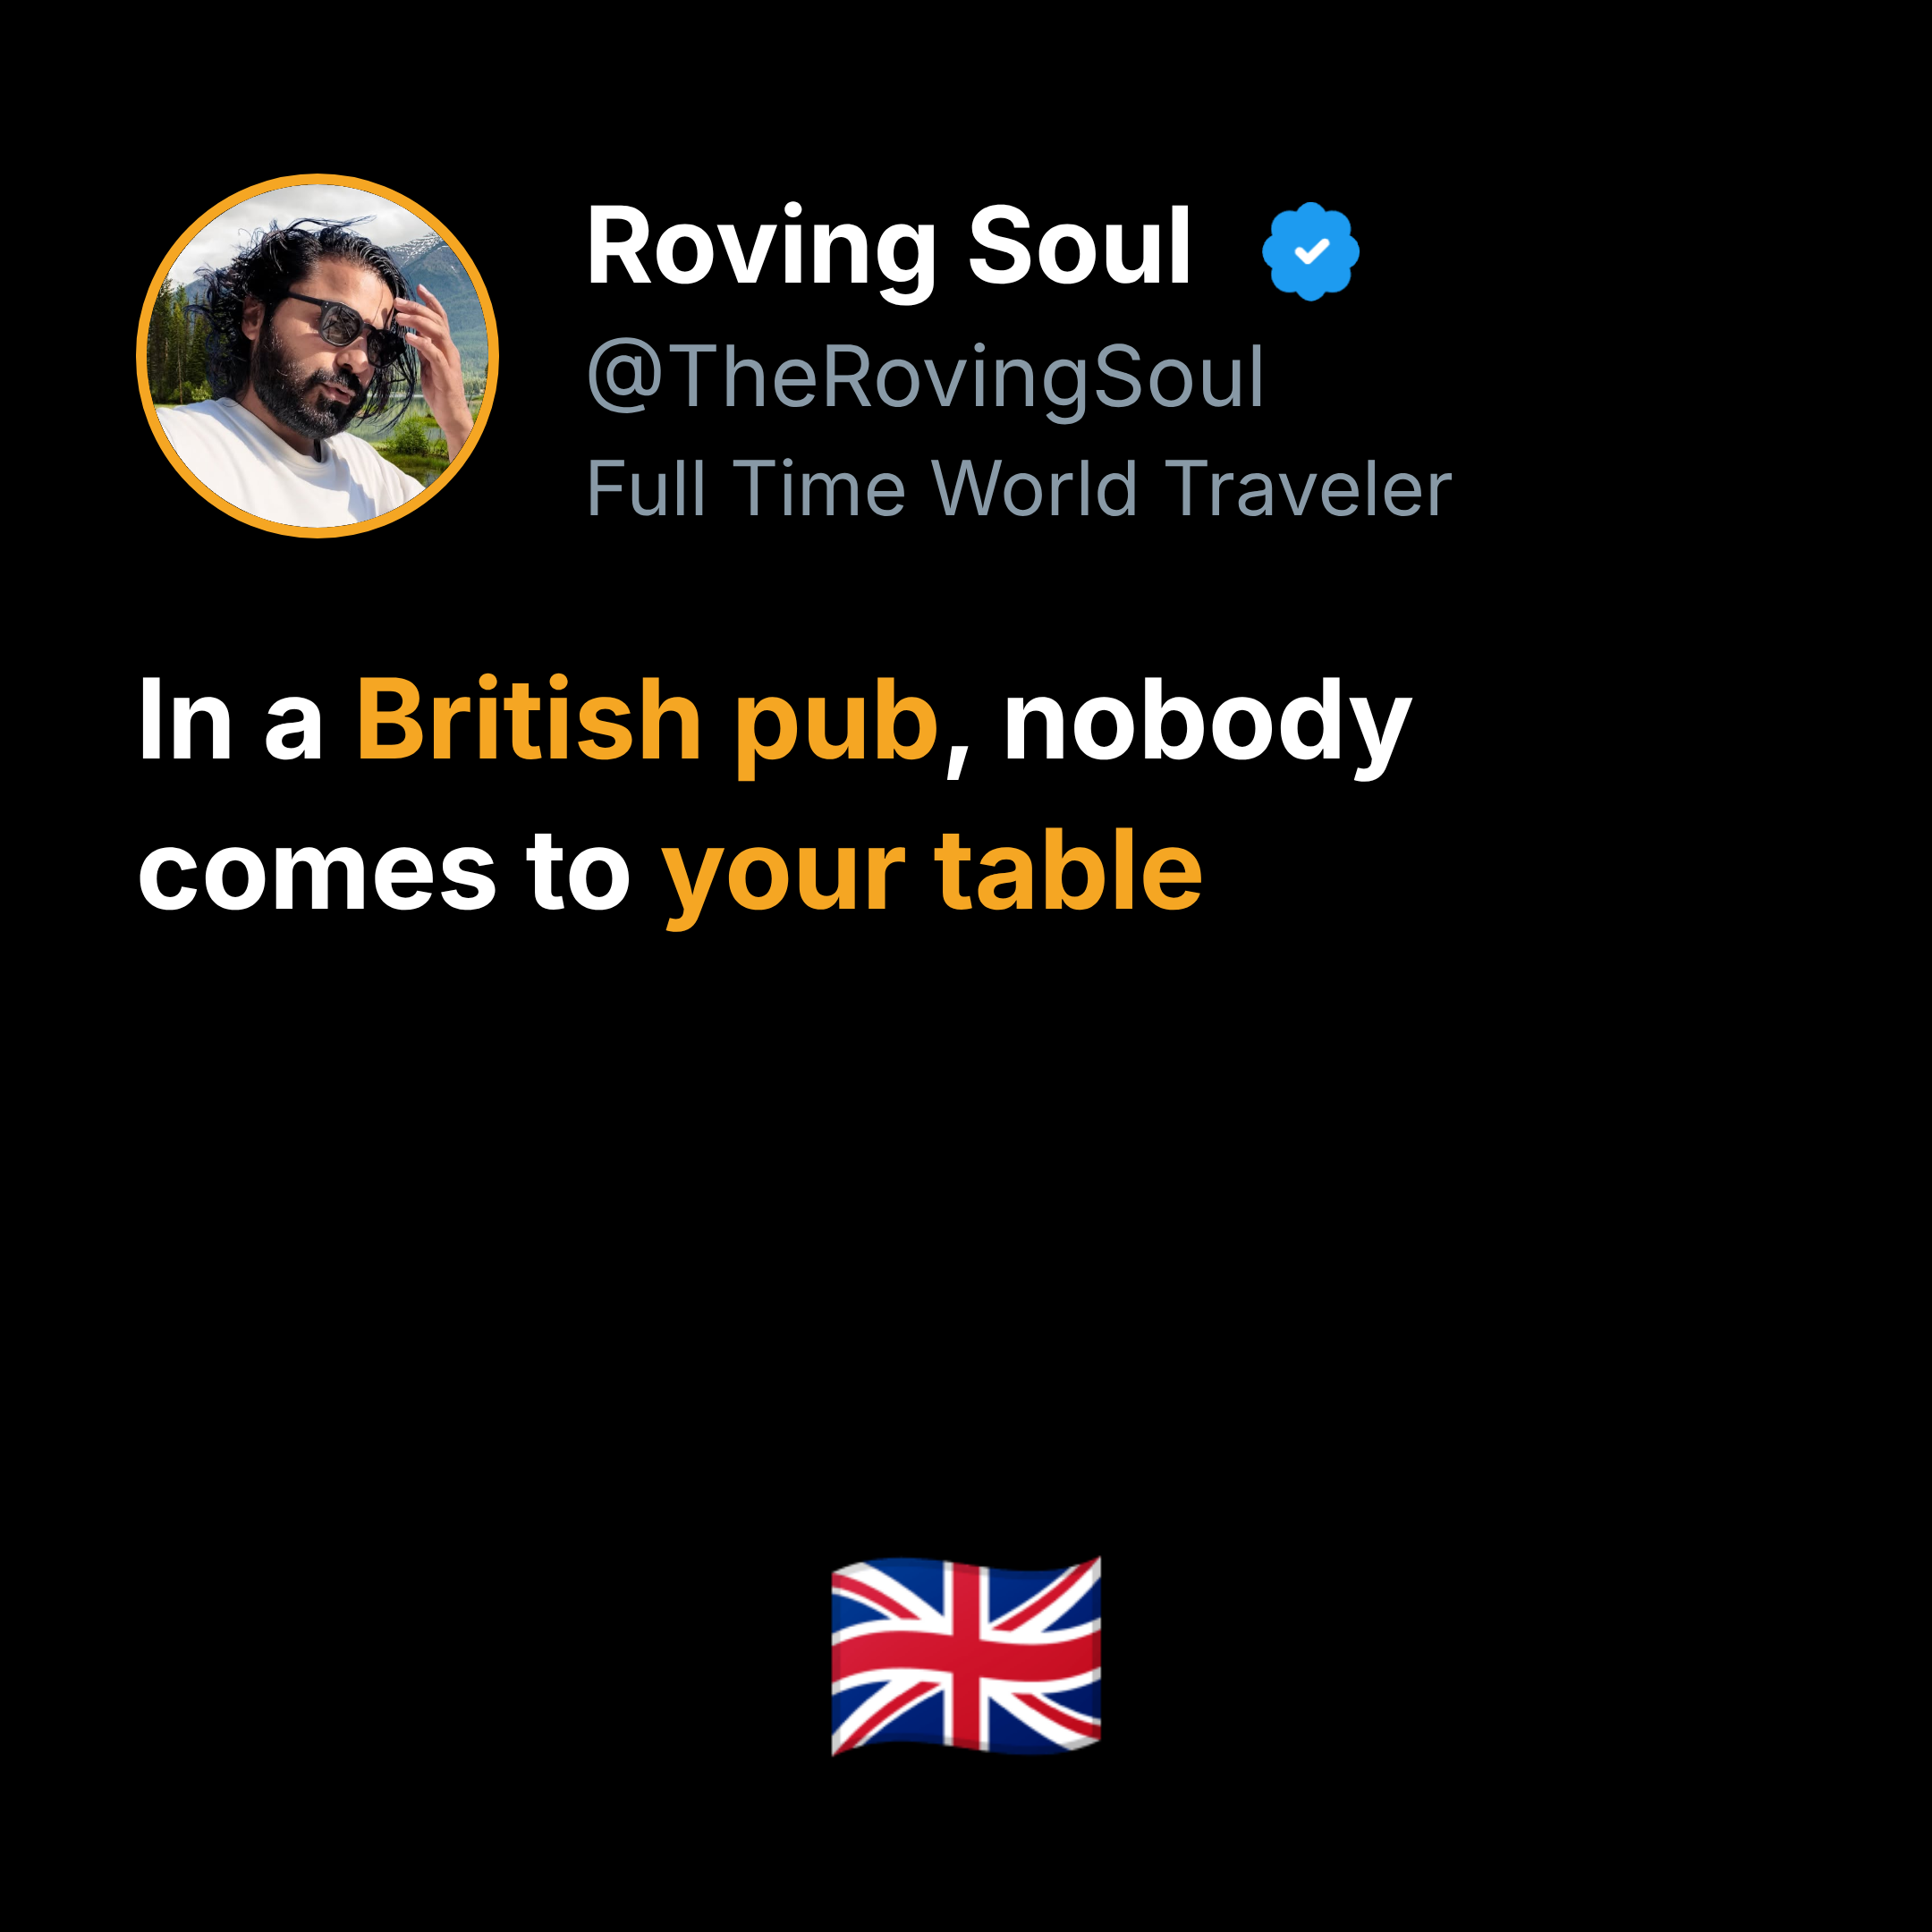 Roving Soul
@TheRovingSoul
Full Time World Traveler
In a British pub, nobody
comes to your table